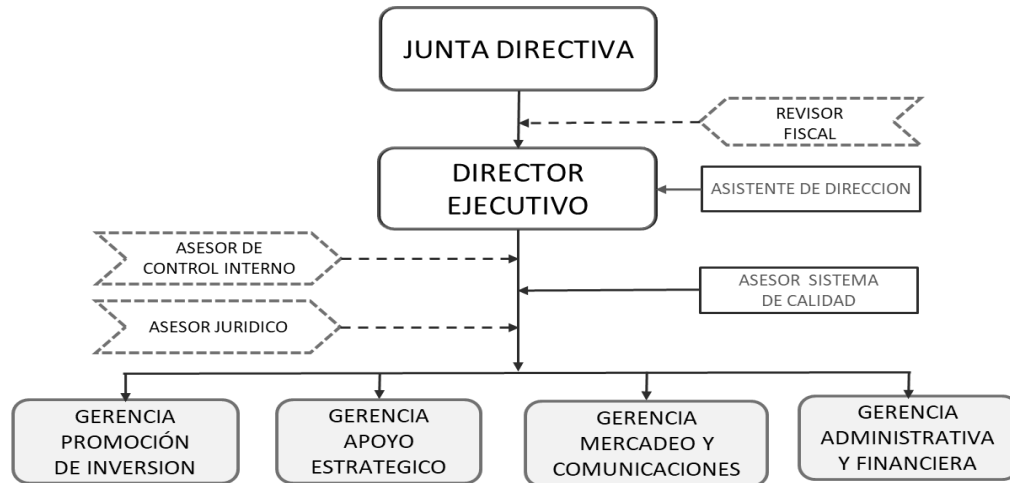 JUNTA DIRECTIVA
REVISOR
FISCAL
DIRECTOR
EJECUTIVO
ASISTENTE DE DIRECCION
ASESOR DE
CONTROL INTERNO
ASESOR SISTEMA
DE CALIDAD
ASESOR JURIDICO
GERENCIA
PROMOCIÓN
DE INVERSION
GERENCIA
APOYO
ESTRATEGICO
GERENCIA
MERCADEO Y
COMUNICACIONES
GERENCIA
ADMINISTRATIVA
Y FINANCIERA